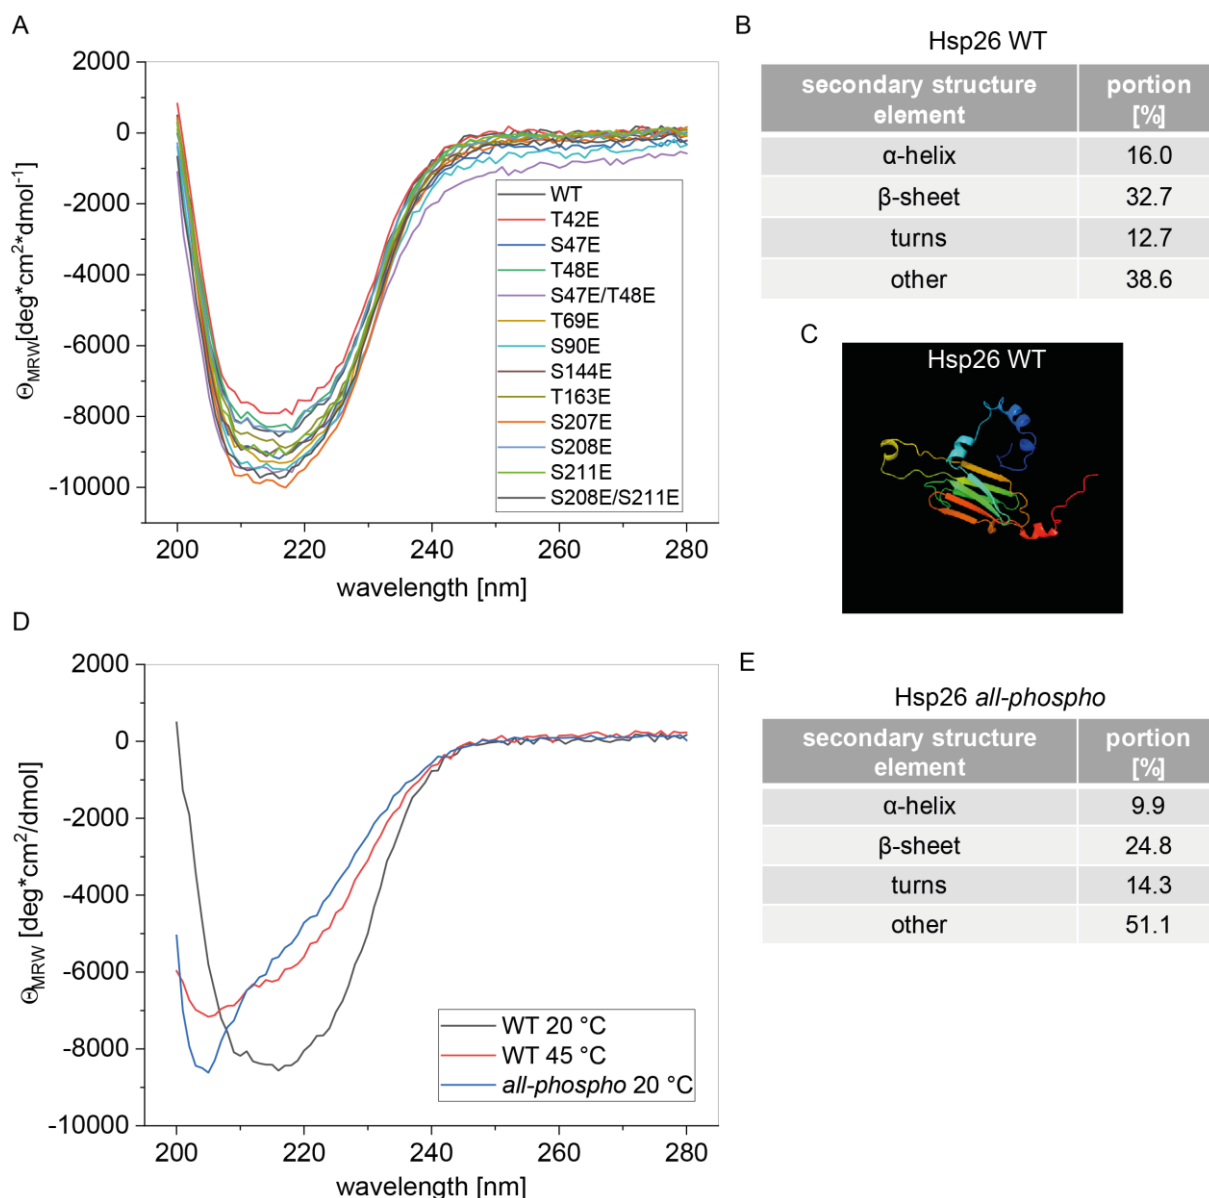 A
2000
0
-2000
-4000
-6000
-8000
-10000
ΘMRW[deg*cm²*dmol⁻¹]
200
220
240
260
280
wavelength [nm]
WT
T42E
S47E
T48E
S47E/T48E
T69E
S90E
S144E
T163E
S207E
S208E
S211E
S208E/S211E
B
Hsp26 WT
secondary structure element
portion [%]
α-helix 16.0
β-sheet 32.7
turns 12.7
other 38.6
C
Hsp26 WT
D
2000
0
-2000
-4000
-6000
-8000
-10000
ΘMRW [deg*cm²/dmol]
200
220
240
260
280
wavelength [nm]
WT 20 °C
WT 45 °C
all-phospho 20 °C
E
Hsp26 all-phospho
secondary structure element
portion [%]
α-helix 9.9
β-sheet 24.8
turns 14.3
other 51.1